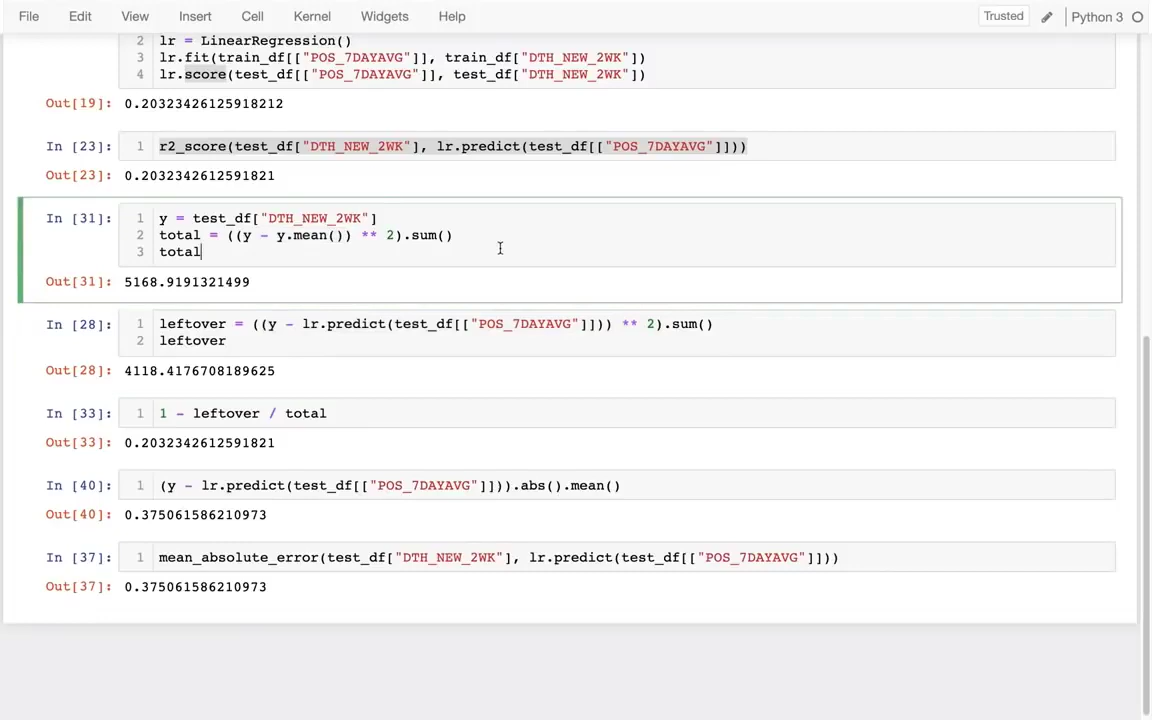 File Edit View Insert Cell Kernel Widgets Help Trusted Python 3
2 lr = LinearRegression()
3 lr.fit(train_df[["POS_7DAYAVG"]], train_df["DTH_NEW_2WK"])
4 lr.score(test_df[["POS_7DAYAVG"]], test_df["DTH_NEW_2WK"])
Out[19]: 0.20323426125918212
In [23]: 1 r2_score(test_df["DTH_NEW_2WK"], lr.predict(test_df[["POS_7DAYAVG"]]))
Out[23]: 0.2032342612591821
In [31]: 1 y = test_df["DTH_NEW_2WK"]
2 total = ((y - y.mean()) ** 2).sum()
3 total
Out[31]: 5168.9191321499
In [28]: 1 leftover = ((y - lr.predict(test_df[["POS_7DAYAVG"]])) ** 2).sum()
2 leftover
Out[28]: 4118.4176708189625
In [33]: 1 1 - leftover / total
Out[33]: 0.2032342612591821
In [40]: 1 (y - lr.predict(test_df[["POS_7DAYAVG"]])).abs().mean()
Out[40]: 0.375061586210973
In [37]: 1 mean_absolute_error(test_df["DTH_NEW_2WK"], lr.predict(test_df[["POS_7DAYAVG"]]))
Out[37]: 0.375061586210973